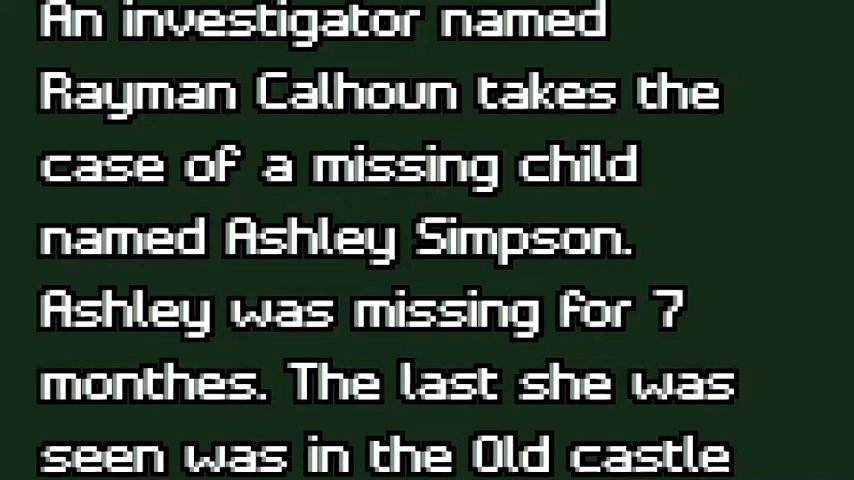 An investigator named
Rayman Calhoun takes the
case of a missing child
named Ashley Simpson.
Ashley was missing for 7
monthes. The last she was
seen was in the Old castle